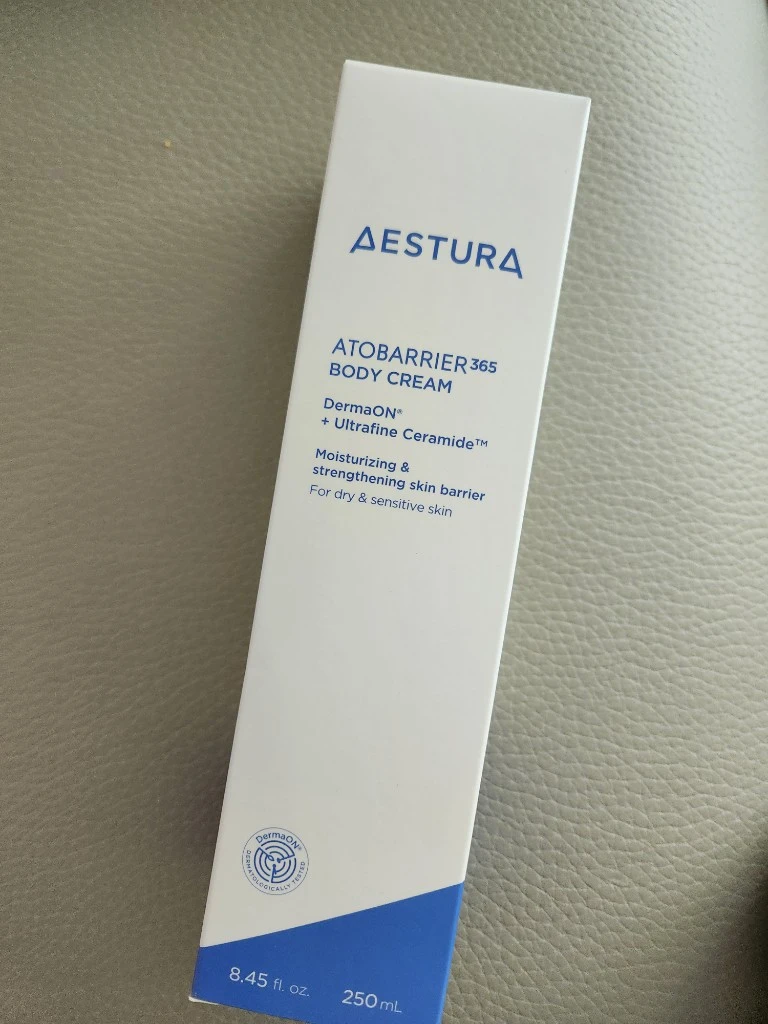 AESTURA
ATOBARRIER³⁶⁵
BODY CREAM
DermaON®
+ Ultrafine Ceramide™
Moisturizing &
strengthening skin barrier
For dry & sensitive skin
DermaON®
DERMATOLOGICALLY TESTED
8.45 fl. oz. 250 mL